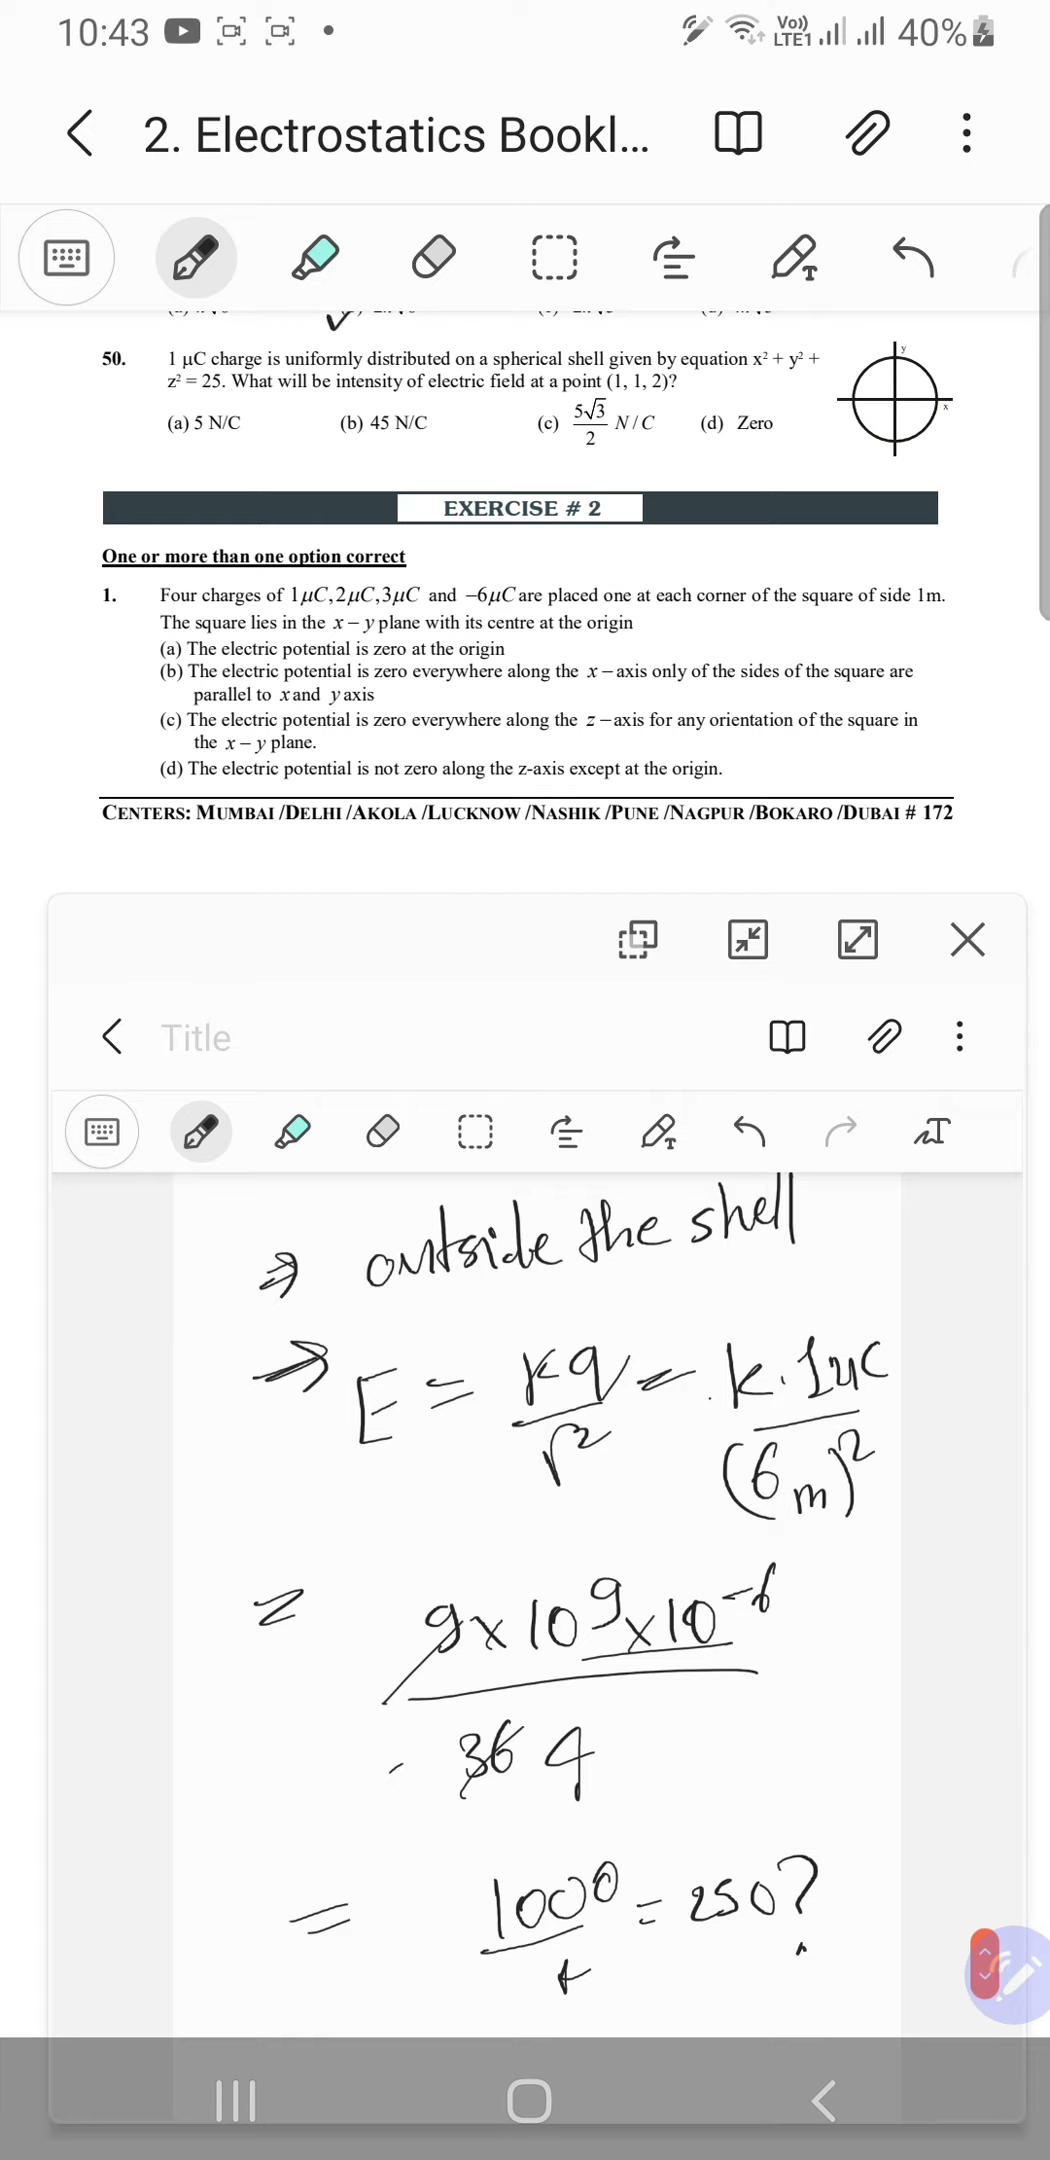 10:43
Vo)) LTE1 40%
2. Electrostatics Bookl...
50. 1 μC charge is uniformly distributed on a spherical shell given by equation x² + y² +
z² = 25. What will be intensity of electric field at a point (1, 1, 2)?
(a) 5 N/C (b) 45 N/C (c) 5√3/2 N/C (d) Zero
y
x
EXERCISE # 2
One or more than one option correct
1. Four charges of 1μC,2μC,3μC and −6μC are placed one at each corner of the square of side 1m.
The square lies in the x−y plane with its centre at the origin
(a) The electric potential is zero at the origin
(b) The electric potential is zero everywhere along the x−axis only of the sides of the square are
parallel to x and y axis
(c) The electric potential is zero everywhere along the z−axis for any orientation of the square in
the x−y plane.
(d) The electric potential is not zero along the z-axis except at the origin.
CENTERS: MUMBAI /DELHI /AKOLA /LUCKNOW /NASHIK /PUNE /NAGPUR /BOKARO /DUBAI # 172
Title
⇒ outside the shell
→ E = kq/r² = k.1μC/(6m)²
= 9×10⁹×10⁻⁶
36 4
= 1000/4 = 250?